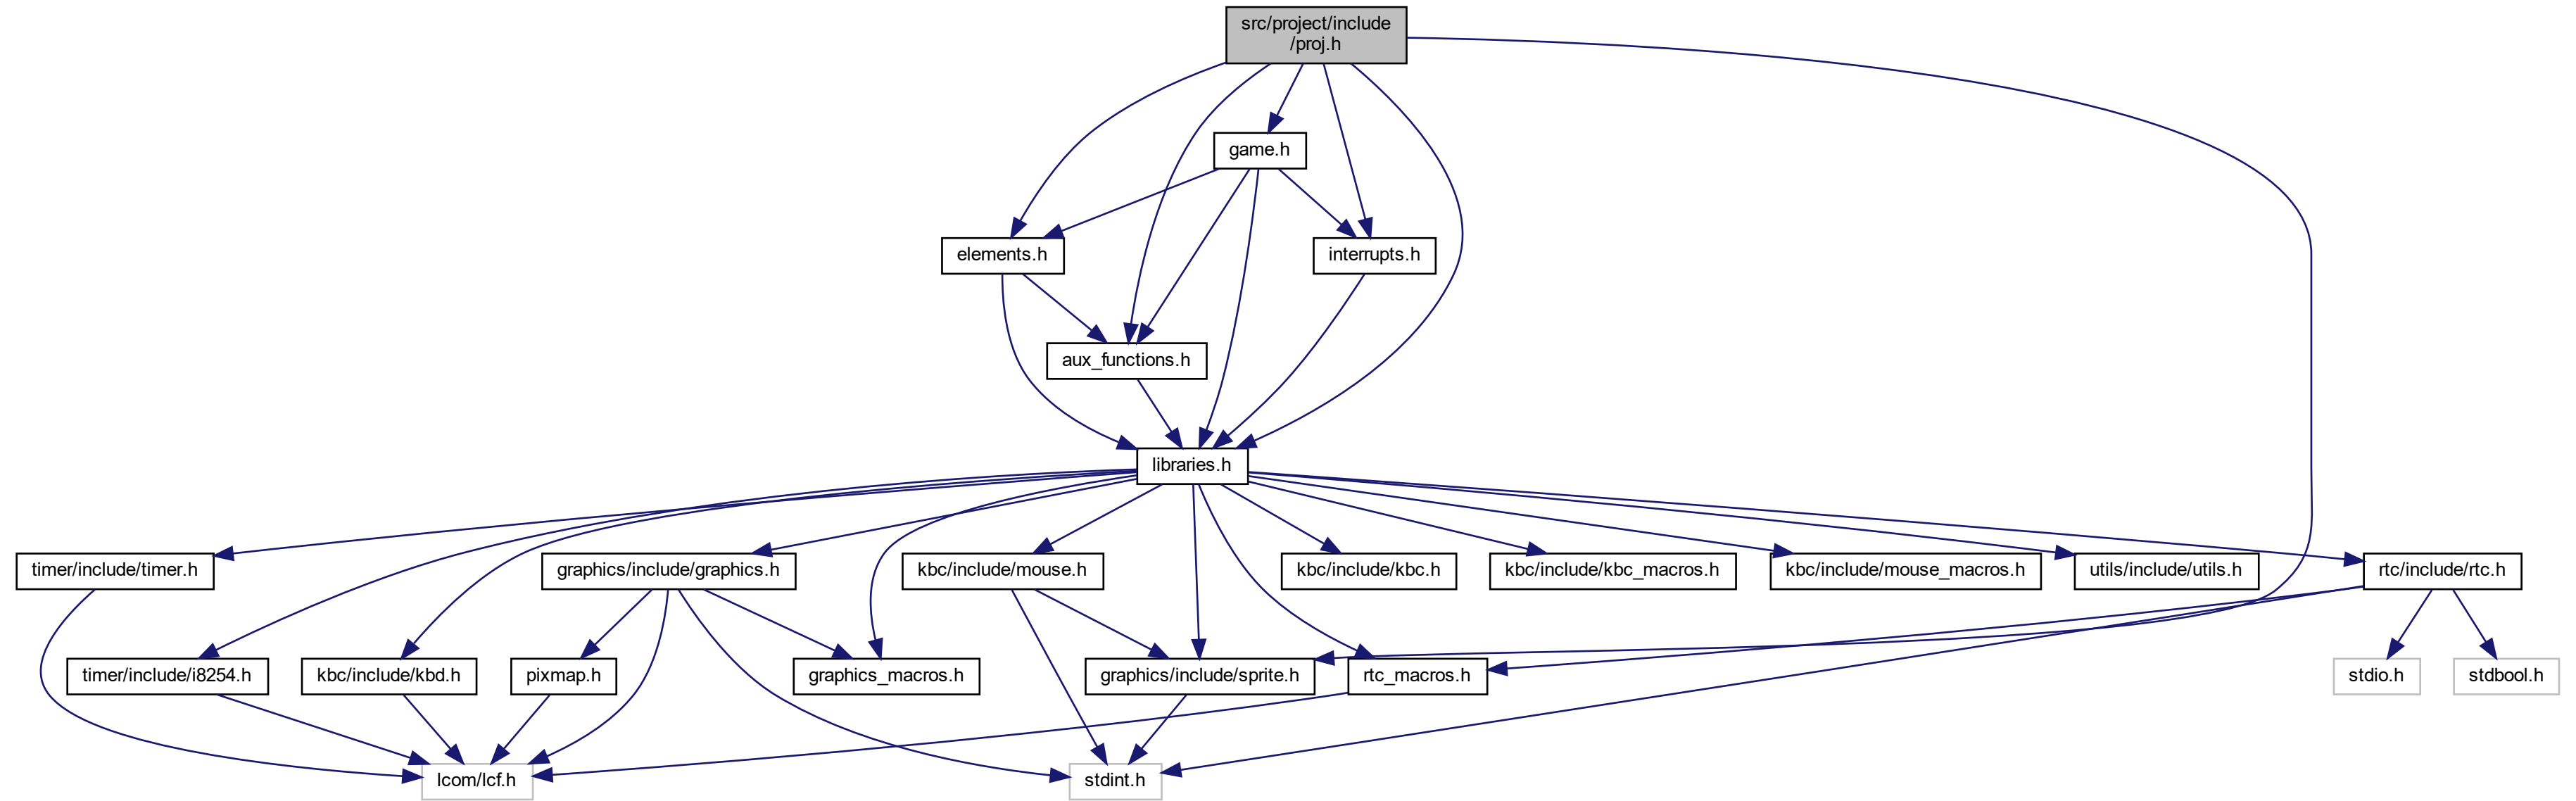 src/project/include
/proj.h
game.h
elements.h
interrupts.h
aux_functions.h
libraries.h
timer/include/timer.h
graphics/include/graphics.h
kbc/include/mouse.h
kbc/include/kbc.h
kbc/include/kbc_macros.h
kbc/include/mouse_macros.h
utils/include/utils.h
rtc/include/rtc.h
timer/include/i8254.h
kbc/include/kbd.h
pixmap.h
graphics_macros.h
graphics/include/sprite.h
rtc_macros.h
stdio.h
stdbool.h
lcom/lcf.h
stdint.h